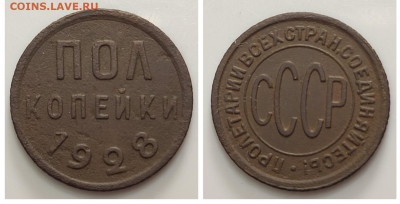 COINS.LAVE.RU
ПОЛ
КОПЕЙКИ
1928
ПРОЛЕТАРИИ ВСЕХ СТРАН, СОЕДИНЯЙТЕСЬ!
СССР